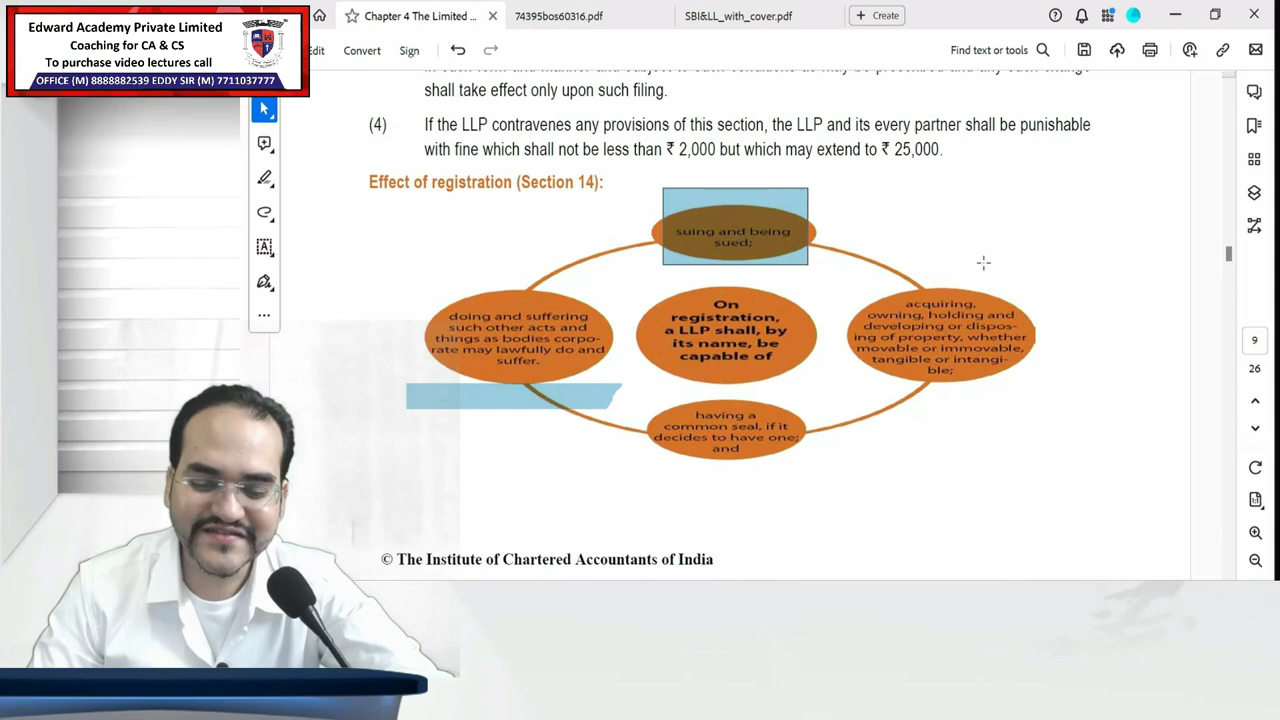 Edward Academy Private Limited
Coaching for CA & CS
To purchase video lectures call
OFFICE (M) 8888882539 EDDY SIR (M) 7711037777
Chapter 4 The Limited ...
74395bos60316.pdf
SBI&LL_with_cover.pdf
Create
Edit
Convert
Sign
Find text or tools
shall take effect only upon such filing.
(4) If the LLP contravenes any provisions of this section, the LLP and its every partner shall be punishable
with fine which shall not be less than ₹ 2,000 but which may extend to ₹ 25,000.
Effect of registration (Section 14):
suing and being
sued;
doing and suffering
such other acts and
things as bodies corpo-
rate may lawfully do and
suffer.
On
registration,
a LLP shall, by
its name, be
capable of
acquiring,
owning, holding and
developing or dispos-
ing of property, whether
movable or immovable,
tangible or intangi-
ble;
having a
common seal, if it
decides to have one;
and
9
26
© The Institute of Chartered Accountants of India